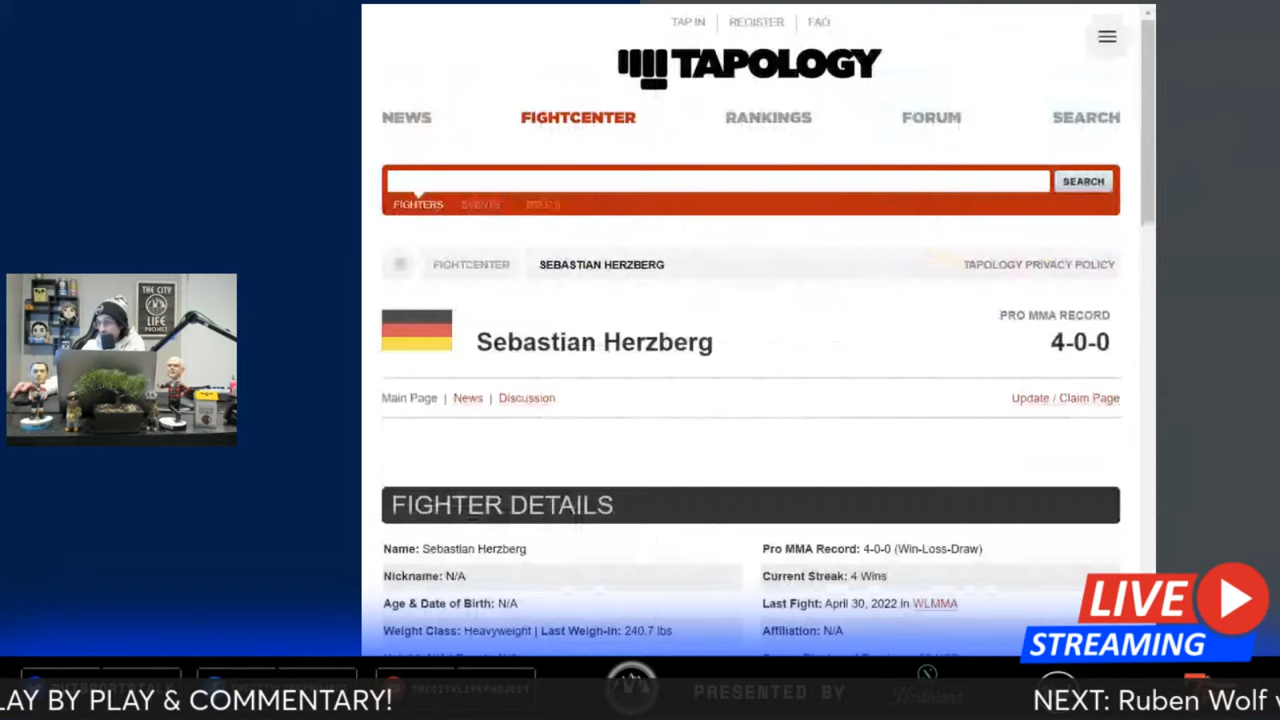 TAP IN | REGISTER | FAQ
TAPOLOGY
NEWS FIGHTCENTER RANKINGS FORUM SEARCH
SEARCH
FIGHTERS EVENTS BOUTS
FIGHTCENTER SEBASTIAN HERZBERG TAPOLOGY PRIVACY POLICY
PRO MMA RECORD
Sebastian Herzberg 4-0-0
Main Page | News | Discussion Update / Claim Page
THE CITY
LIFE
PROJECT
FIGHTER DETAILS
Name: Sebastian Herzberg Pro MMA Record: 4-0-0 (Win-Loss-Draw)
Nickname: N/A Current Streak: 4 Wins
Age & Date of Birth: N/A Last Fight: April 30, 2022 in WLMMA
Weight Class: Heavyweight | Last Weigh-In: 240.7 lbs Affiliation: N/A
LIVE
STREAMING
THECITYLIFEPROJECT
PRESENTED BY
Northland
LAY BY PLAY & COMMENTARY! NEXT: Ruben Wolf v